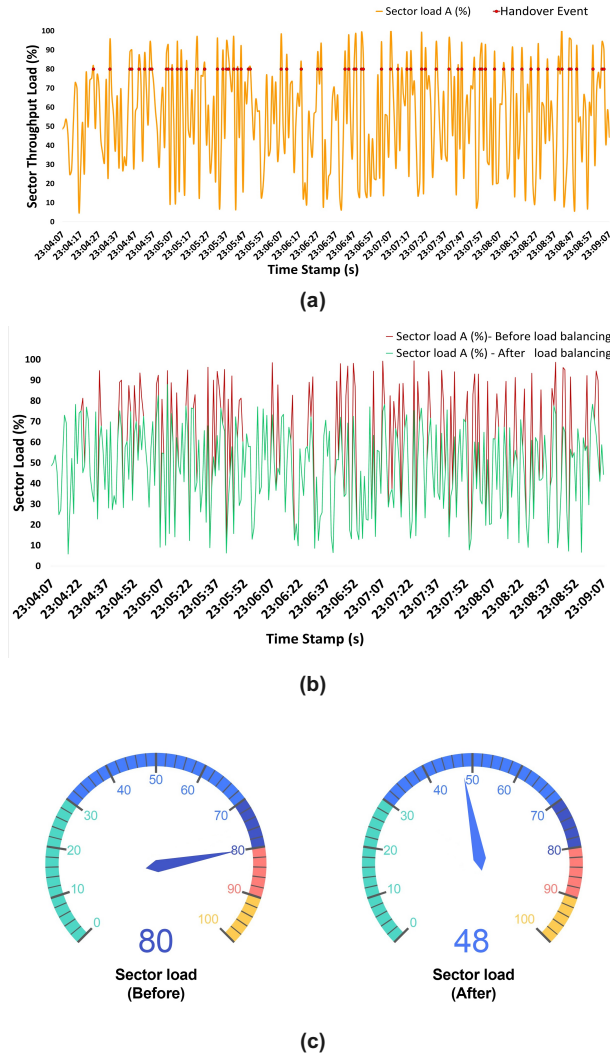 Sector load A (%) Handover Event
Sector Throughput Load (%)
100
90
80
70
60
50
40
30
20
10
0
23:04:07 23:04:17 23:04:27 23:04:37 23:04:47 23:04:57 23:05:07 23:05:17 23:05:27 23:05:37 23:05:47 23:05:57 23:06:07 23:06:17 23:06:27 23:06:37 23:06:47 23:06:57 23:07:07 23:07:17 23:07:27 23:07:37 23:07:47 23:07:57 23:08:07 23:08:17 23:08:27 23:08:37 23:08:47 23:08:57 23:09:07
Time Stamp (s)
(a)
Sector load A (%)- Before load balancing
Sector load A (%) - After load balancing
Sector Load (%)
100
90
80
70
60
50
40
30
20
10
0
23:04:07 23:04:22 23:04:37 23:04:52 23:05:07 23:05:22 23:05:37 23:05:52 23:06:07 23:06:22 23:06:37 23:06:52 23:07:07 23:07:22 23:07:37 23:07:52 23:08:07 23:08:22 23:08:37 23:08:52 23:09:07
Time Stamp (s)
(b)
0 10 20 30 40 50 60 70 80 90 100
80
Sector load
(Before)
0 10 20 30 40 50 60 70 80 90 100
48
Sector load
(After)
(c)